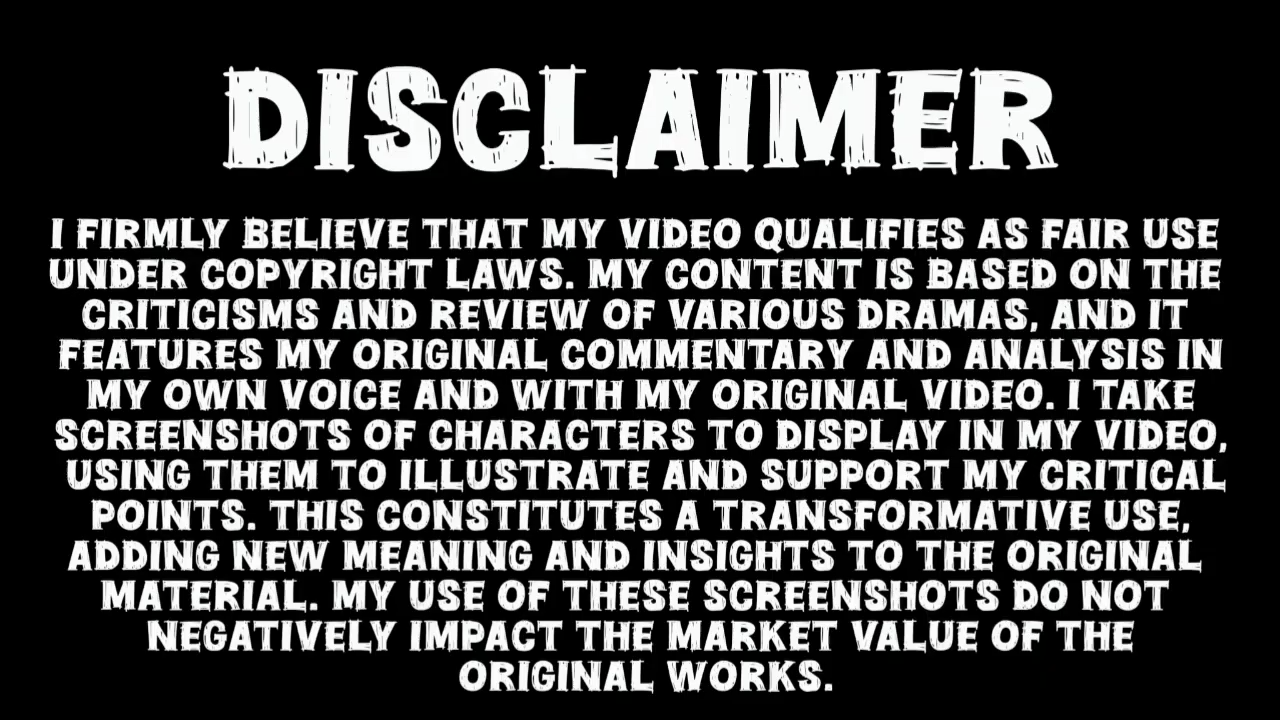 DISCLAIMER
I FIRMLY BELIEVE THAT MY VIDEO QUALIFIES AS FAIR USE
UNDER COPYRIGHT LAWS. MY CONTENT IS BASED ON THE
CRITICISMS AND REVIEW OF VARIOUS DRAMAS, AND IT
FEATURES MY ORIGINAL COMMENTARY AND ANALYSIS IN
MY OWN VOICE AND WITH MY ORIGINAL VIDEO. I TAKE
SCREENSHOTS OF CHARACTERS TO DISPLAY IN MY VIDEO,
USING THEM TO ILLUSTRATE AND SUPPORT MY CRITICAL
POINTS. THIS CONSTITUTES A TRANSFORMATIVE USE,
ADDING NEW MEANING AND INSIGHTS TO THE ORIGINAL
MATERIAL. MY USE OF THESE SCREENSHOTS DO NOT
NEGATIVELY IMPACT THE MARKET VALUE OF THE
ORIGINAL WORKS.